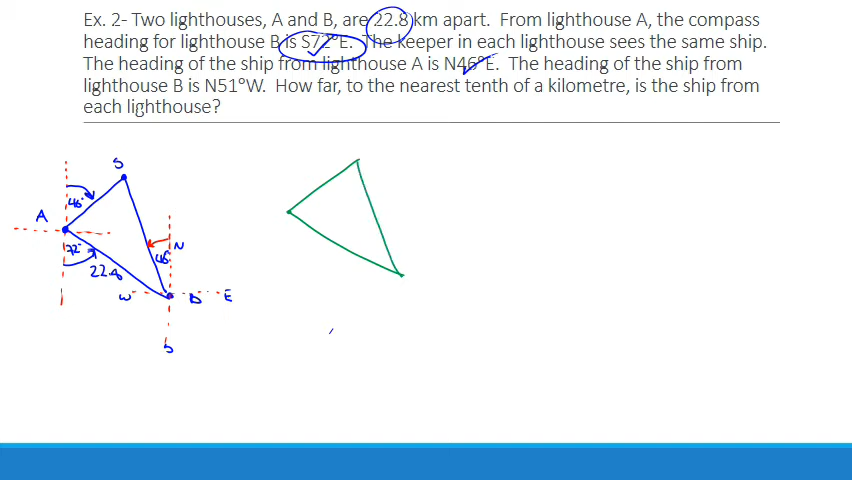 Ex. 2- Two lighthouses, A and B, are 22.8 km apart. From lighthouse A, the compass
heading for lighthouse B is S72°E. The keeper in each lighthouse sees the same ship.
The heading of the ship from lighthouse A is N46°E. The heading of the ship from
lighthouse B is N51°W. How far, to the nearest tenth of a kilometre, is the ship from
each lighthouse?
S
46°
A
72°
22.8
N
46
W
B
E
S